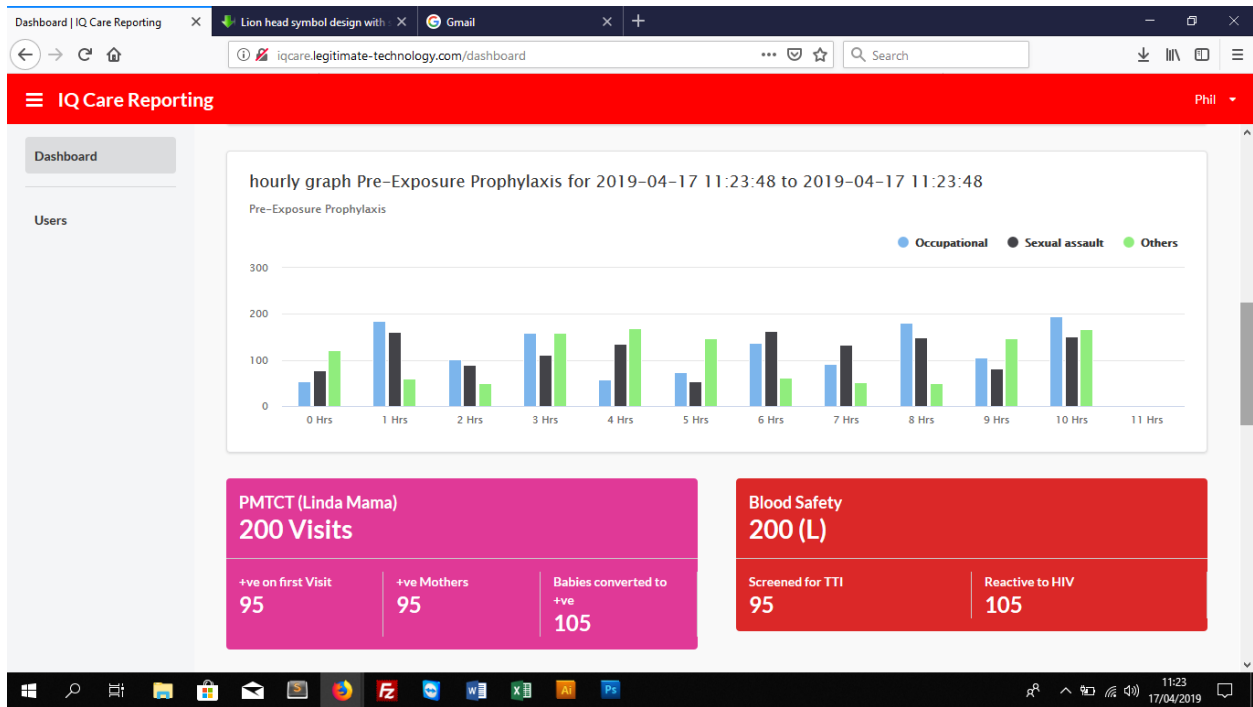 Dashboard | IQ Care Reporting
Lion head symbol design with s
Gmail
iqcare.legitimate-technology.com/dashboard
Search
IQ Care Reporting
Phil
Dashboard
Users
hourly graph Pre-Exposure Prophylaxis for 2019-04-17 11:23:48 to 2019-04-17 11:23:48
Pre-Exposure Prophylaxis
Occupational Sexual assault Others
300
200
100
0
0 Hrs 1 Hrs 2 Hrs 3 Hrs 4 Hrs 5 Hrs 6 Hrs 7 Hrs 8 Hrs 9 Hrs 10 Hrs 11 Hrs
PMTCT (Linda Mama)
200 Visits
+ve on first Visit
95
+ve Mothers
95
Babies converted to
+ve
105
Blood Safety
200 (L)
Screened for TTI
95
Reactive to HIV
105
S
Fz
W
X
Ai
Ps
11:23
17/04/2019